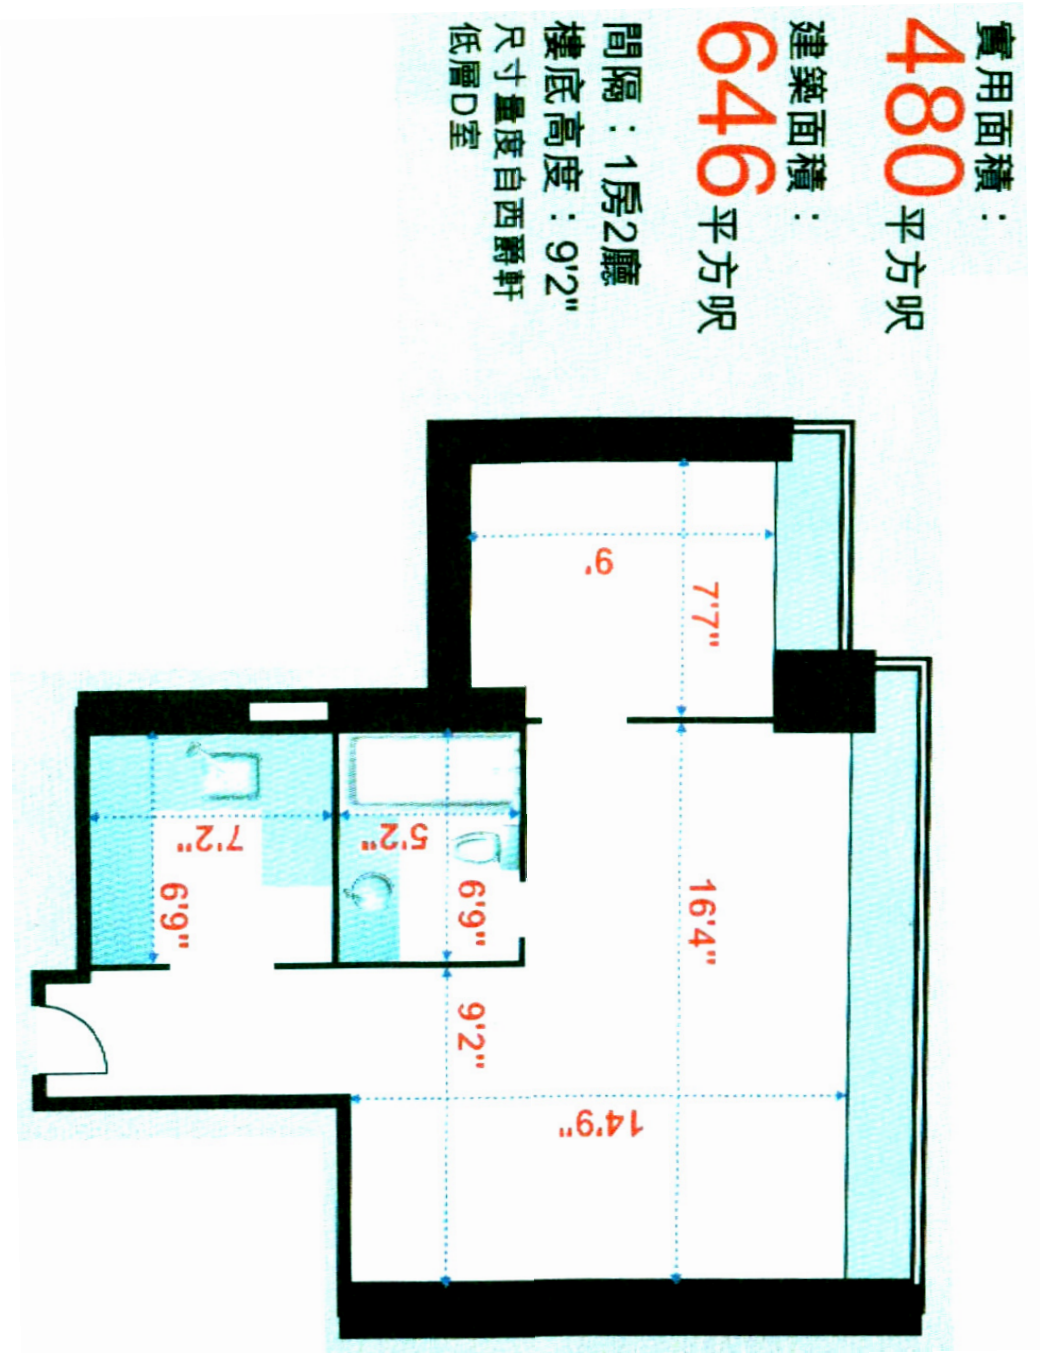 實用面積：
480平方呎
建築面積：
646平方呎
間隔：1房2廳
樓底高度：9'2"
尺寸量度自西爵軒
低層D室
9'
7'7"
7'2"
5'2"
6'9"
6'9"
16'4"
9'2"
14'9"